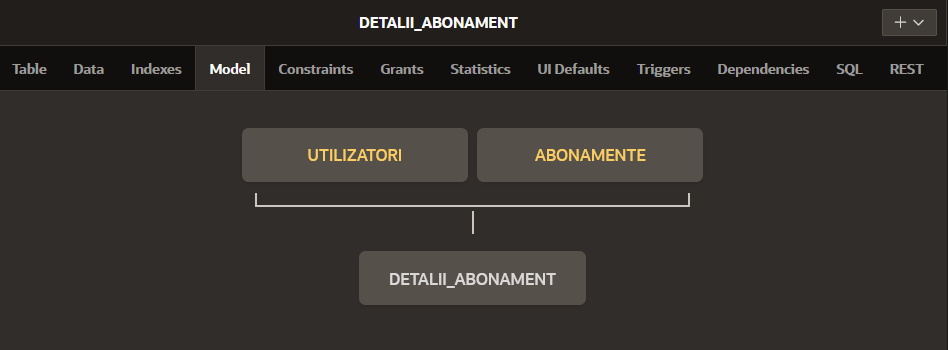 DETALII_ABONAMENT
Table Data Indexes Model Constraints Grants Statistics UI Defaults Triggers Dependencies SQL REST
UTILIZATORI ABONAMENTE
DETALII_ABONAMENT